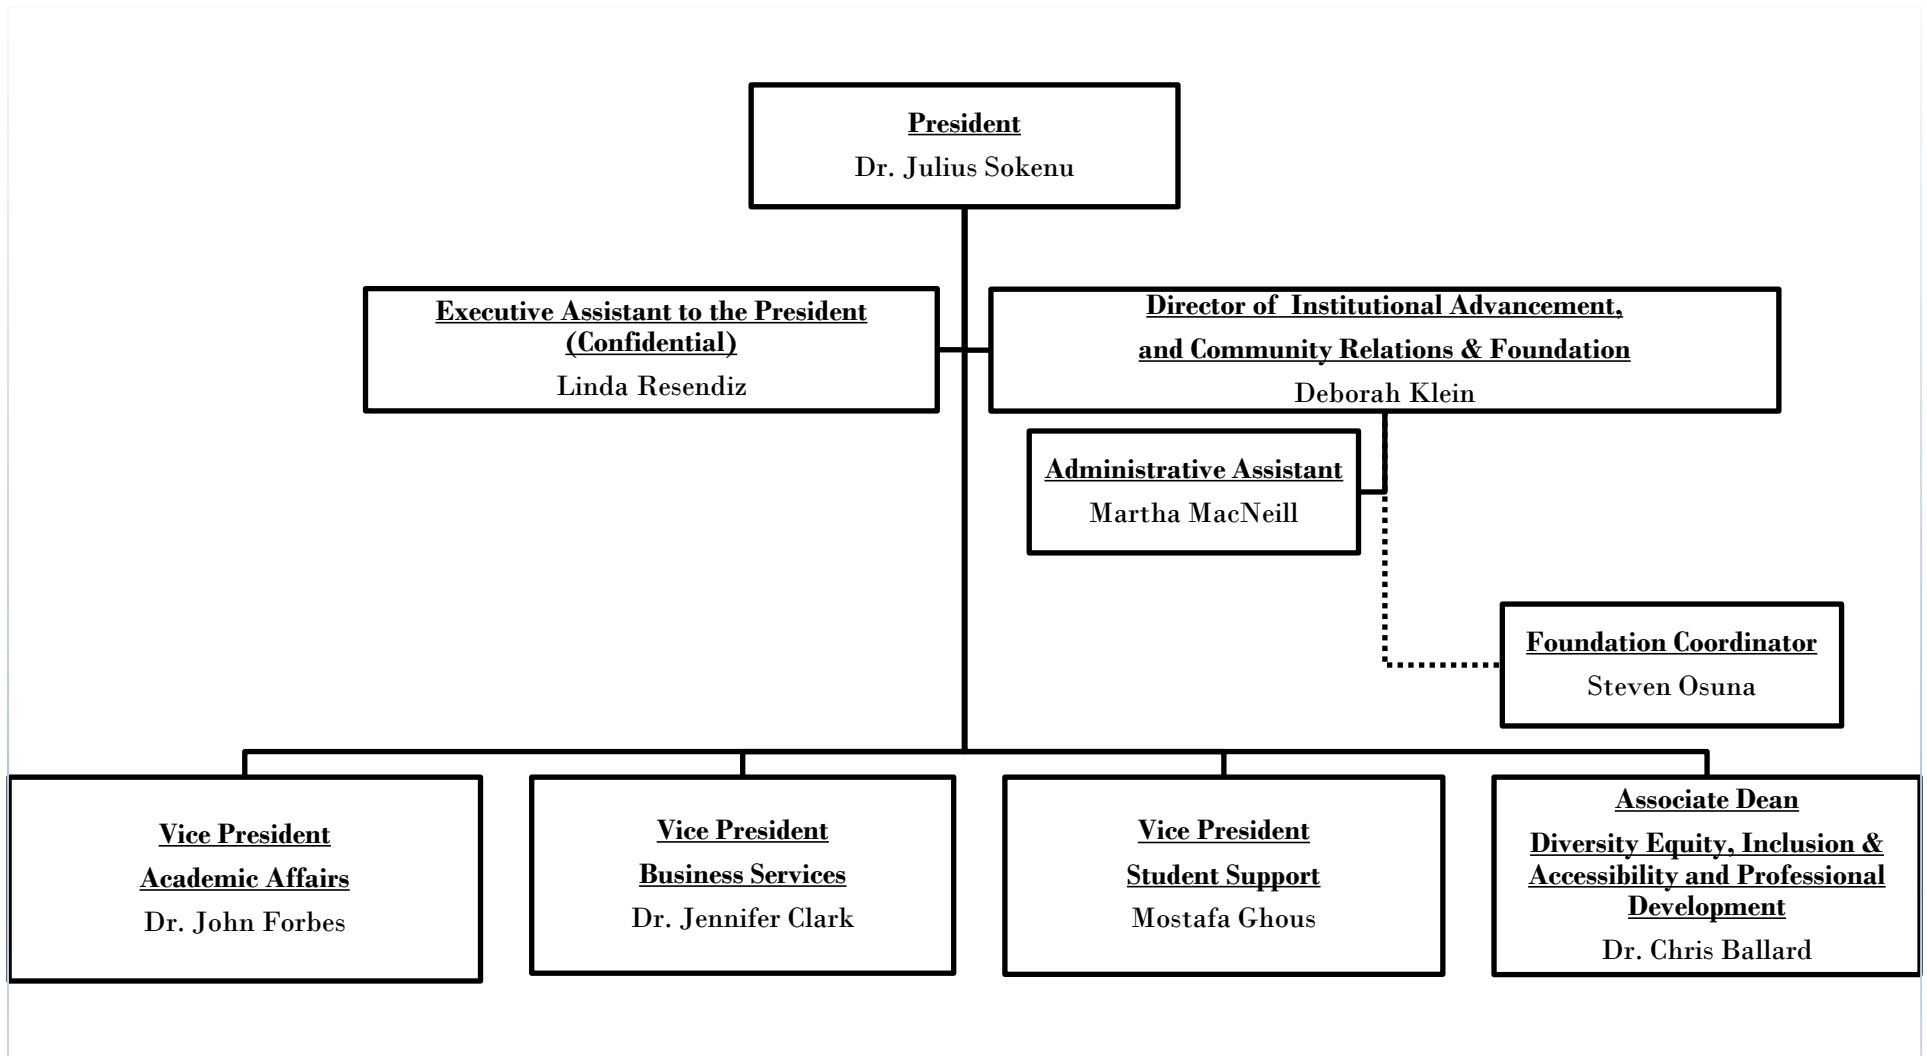 President
Dr. Julius Sokenu
Executive Assistant to the President
(Confidential)
Linda Resendiz
Director of  Institutional Advancement,
and Community Relations & Foundation
Deborah Klein
Administrative Assistant
Martha MacNeill
Foundation Coordinator
Steven Osuna
Vice President
Academic Affairs
Dr. John Forbes
Vice President
Business Services
Dr. Jennifer Clark
Vice President
Student Support
Mostafa Ghous
Associate Dean
Diversity Equity, Inclusion &
Accessibility and Professional
Development
Dr. Chris Ballard